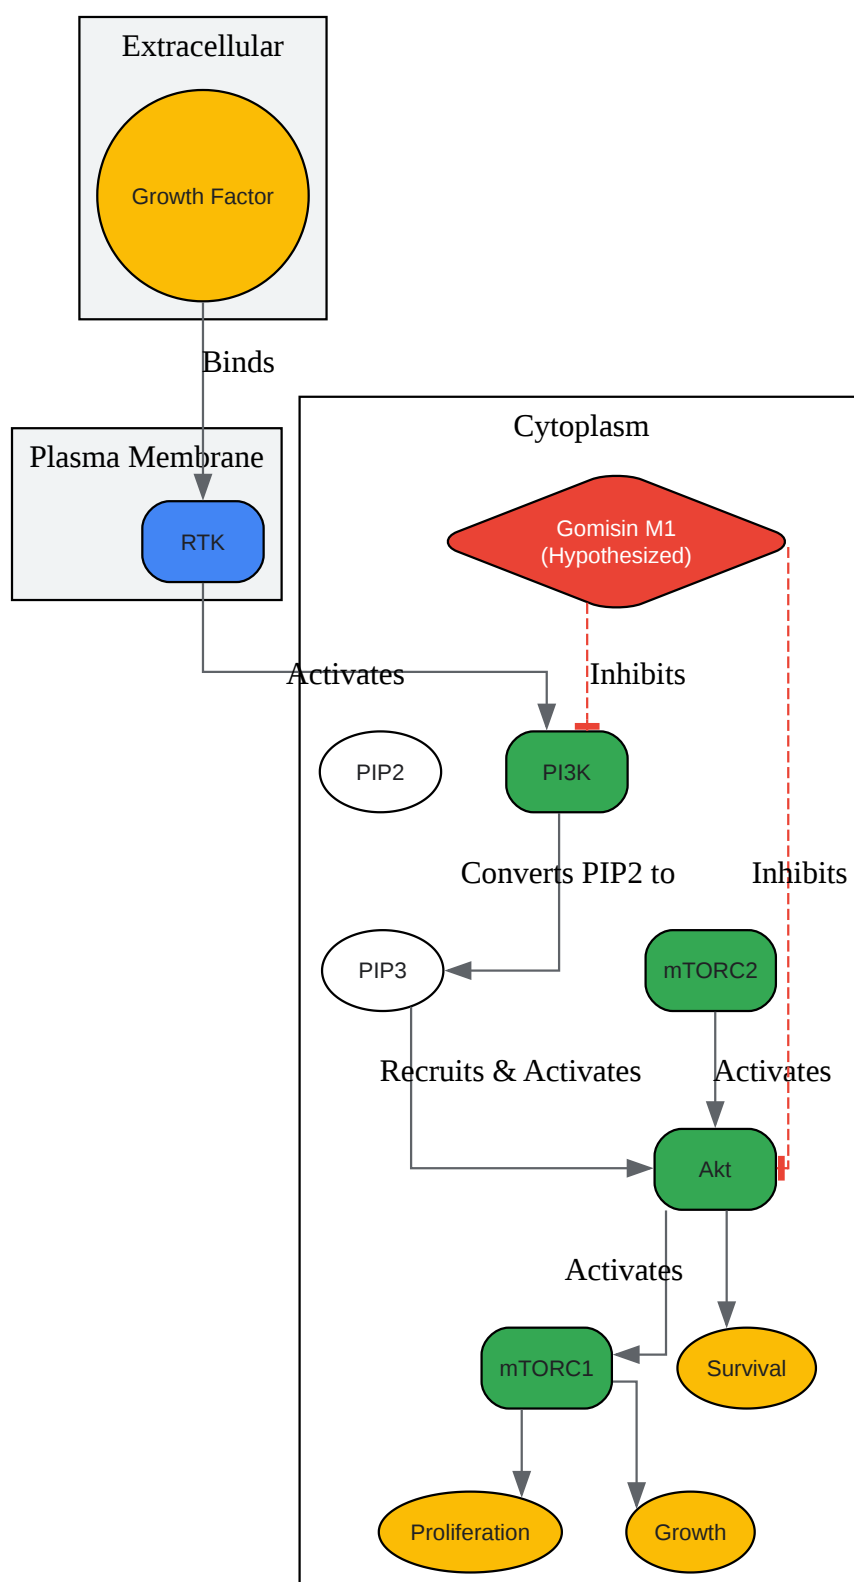 Extracellular
Growth Factor
Binds
Plasma Membrane
RTK
Cytoplasm
Gomisin M1
(Hypothesized)
Activates
Inhibits
PIP2
PI3K
Converts PIP2 to
Inhibits
PIP3
mTORC2
Recruits & Activates
Activates
Akt
Activates
mTORC1
Survival
Proliferation
Growth